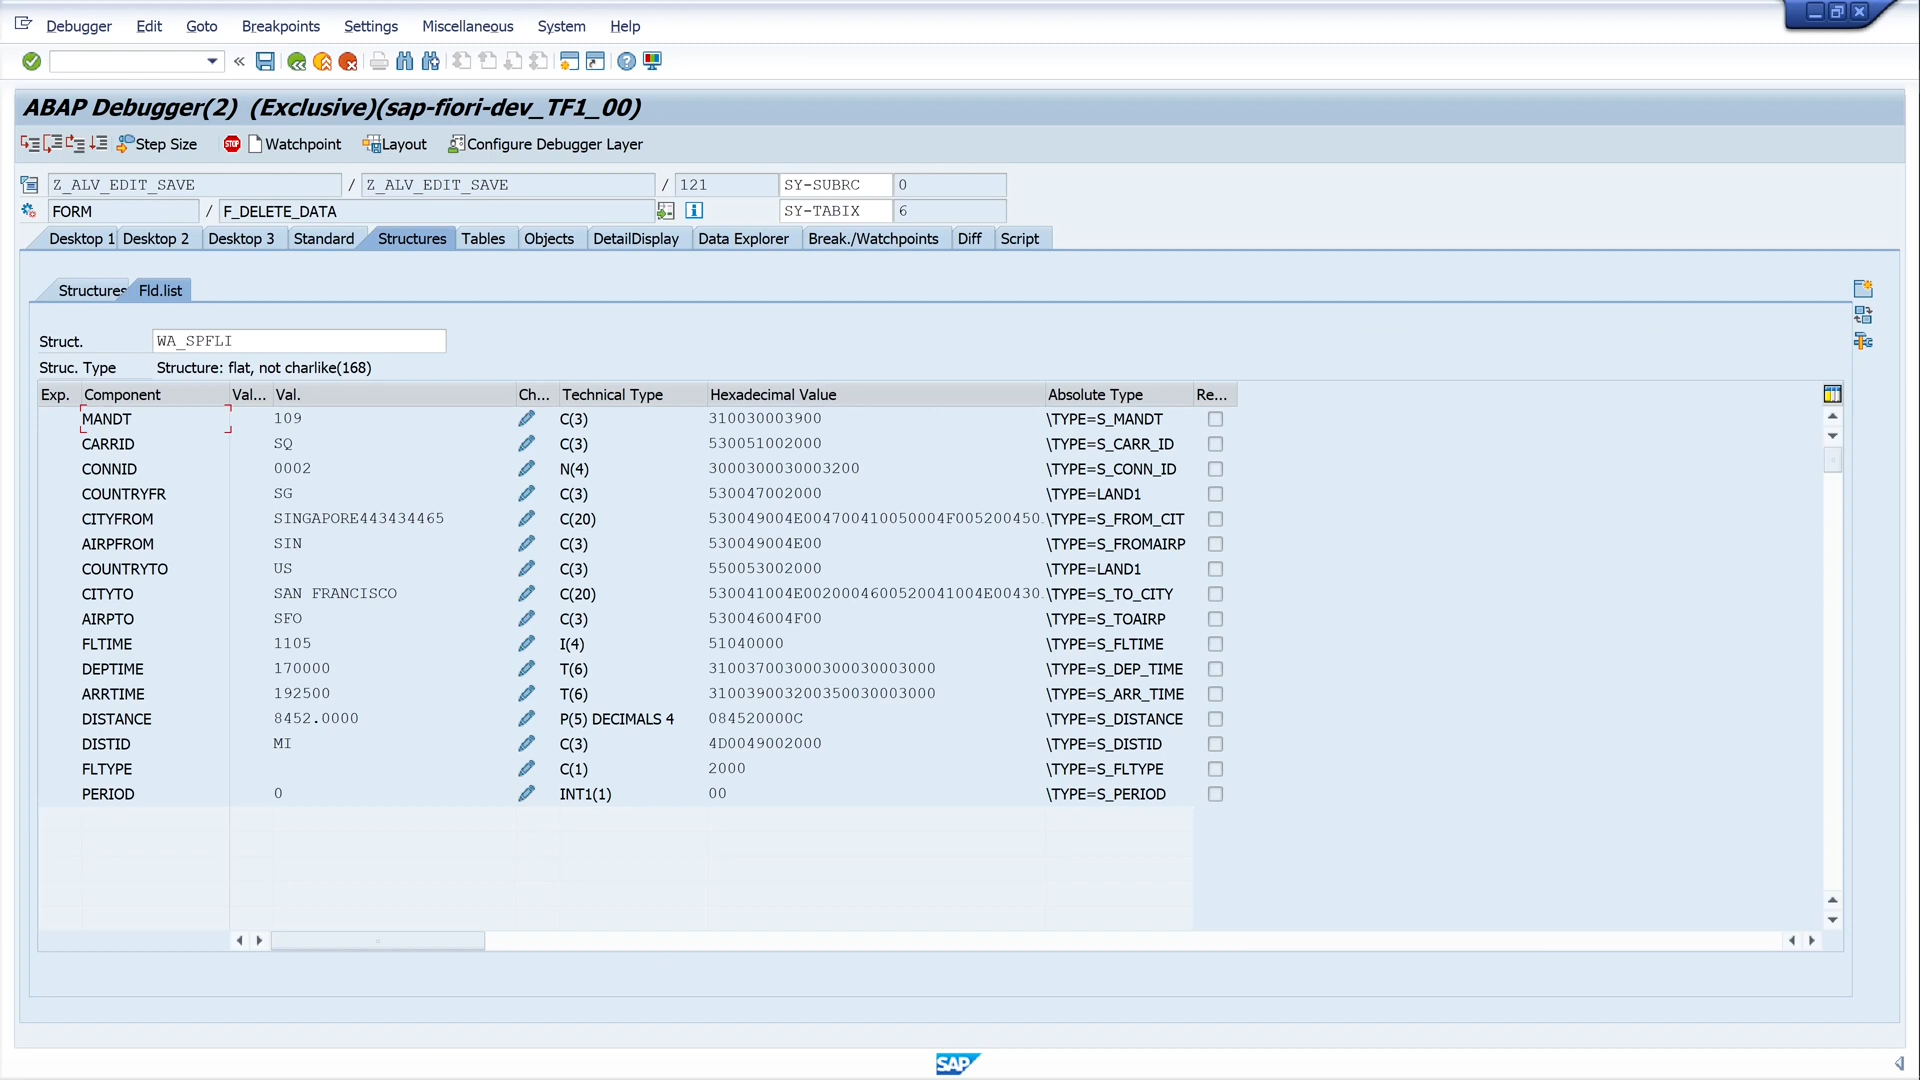 Debugger Edit Goto Breakpoints Settings Miscellaneous System Help
ABAP Debugger(2) (Exclusive)(sap-fiori-dev_TF1_00)
Step Size STOP Watchpoint Layout Configure Debugger Layer
Z_ALV_EDIT_SAVE / Z_ALV_EDIT_SAVE / 121 SY-SUBRC 0
FORM / F_DELETE_DATA SY-TABIX 6
Desktop 1 Desktop 2 Desktop 3 Standard Structures Tables Objects DetailDisplay Data Explorer Break./Watchpoints Diff Script
Structures Fld.list
Struct. WA_SPFLI
Struc. Type Structure: flat, not charlike(168)
Exp. Component Val... Val. Ch... Technical Type Hexadecimal Value Absolute Type Re...
MANDT 109 C(3) 310030003900 \TYPE=S_MANDT
CARRID SQ C(3) 530051002000 \TYPE=S_CARR_ID
CONNID 0002 N(4) 3000300030003200 \TYPE=S_CONN_ID
COUNTRYFR SG C(3) 530047002000 \TYPE=LAND1
CITYFROM SINGAPORE443434465 C(20) 530049004E004700410050004F005200450. \TYPE=S_FROM_CIT
AIRPFROM SIN C(3) 530049004E00 \TYPE=S_FROMAIRP
COUNTRYTO US C(3) 550053002000 \TYPE=LAND1
CITYTO SAN FRANCISCO C(20) 530041004E0020004600520041004E00430. \TYPE=S_TO_CITY
AIRPTO SFO C(3) 530046004F00 \TYPE=S_TOAIRP
FLTIME 1105 I(4) 51040000 \TYPE=S_FLTIME
DEPTIME 170000 T(6) 310037003000300030003000 \TYPE=S_DEP_TIME
ARRTIME 192500 T(6) 310039003200350030003000 \TYPE=S_ARR_TIME
DISTANCE 8452.0000 P(5) DECIMALS 4 084520000C \TYPE=S_DISTANCE
DISTID MI C(3) 4D0049002000 \TYPE=S_DISTID
FLTYPE C(1) 2000 \TYPE=S_FLTYPE
PERIOD 0 INT1(1) 00 \TYPE=S_PERIOD
SAP